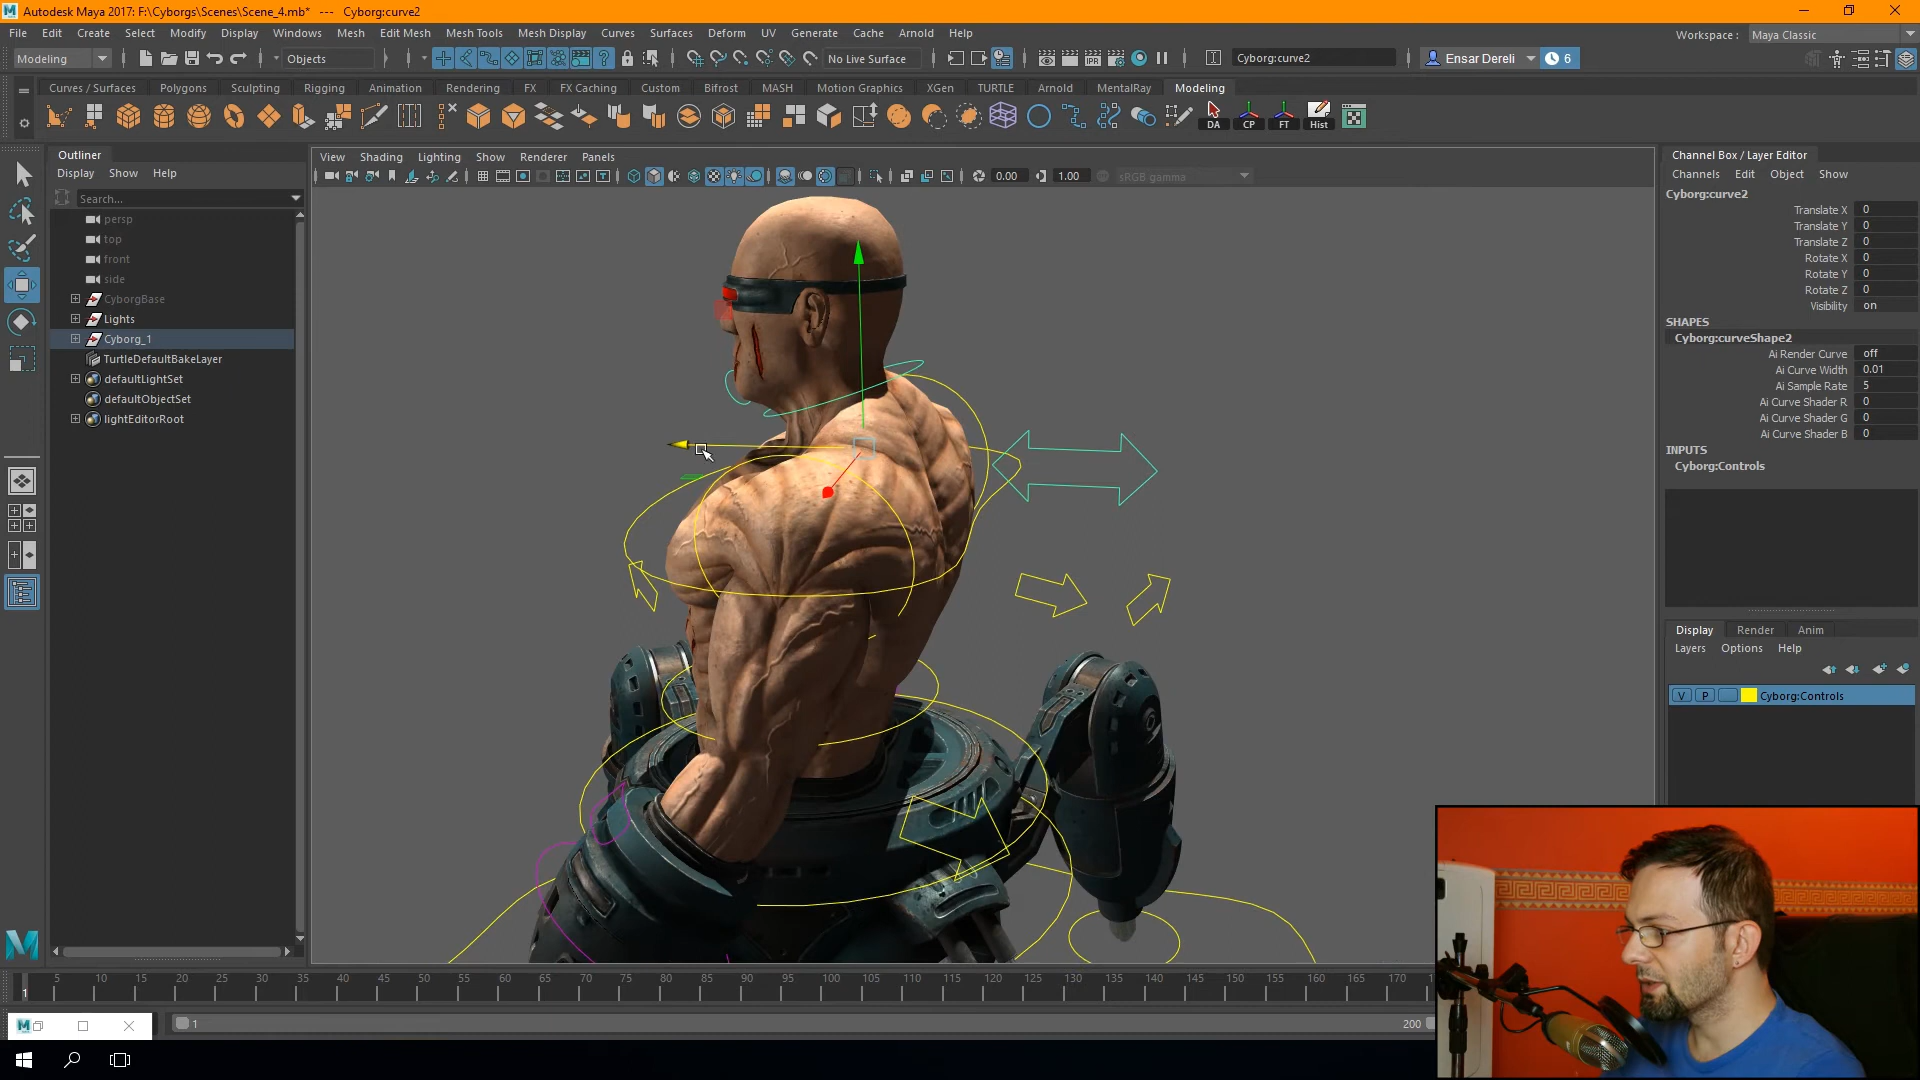 Autodesk Maya 2017: F:\Cyborgs\Scenes\Scene_4.mb* --- Cyborg:curve2
File Edit Create Select Modify Display Windows Mesh Edit Mesh Mesh Tools Mesh Display Curves Surfaces Deform UV Generate Cache Arnold Help
Workspace : Maya Classic
Modeling Objects No Live Surface IPR Cyborg:curve2 Ensar Dereli 6
Curves / Surfaces Polygons Sculpting Rigging Animation Rendering FX FX Caching Custom Bifrost MASH Motion Graphics XGen TURTLE Arnold MentalRay Modeling
DA CP FT Hist
Outliner
Display Show Help
Search...
persp
top
front
side
CyborgBase
Lights
Cyborg_1
TurtleDefaultBakeLayer
defaultLightSet
defaultObjectSet
lightEditorRoot
View Shading Lighting Show Renderer Panels
0.00 1.00 sRGB gamma
Channel Box / Layer Editor
Channels Edit Object Show
Cyborg:curve2
Translate X 0
Translate Y 0
Translate Z 0
Rotate X 0
Rotate Y 0
Rotate Z 0
Visibility on
SHAPES
Cyborg:curveShape2
Ai Render Curve off
Ai Curve Width 0.01
Ai Sample Rate 5
Ai Curve Shader R 0
Ai Curve Shader G 0
Ai Curve Shader B 0
INPUTS
Cyborg:Controls
Display Render Anim
Layers Options Help
V P Cyborg:Controls
5 10 15 20 25 30 35 40 45 50 55 60 65 70 75 80 85 90 95 100 105 110 115 120 125 130 135 140 145 150 155 160 165 170
1
1 200